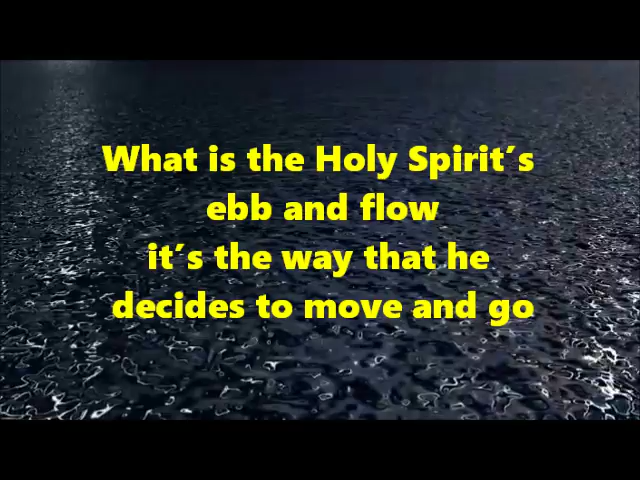 What is the Holy Spirit´s
ebb and flow
it´s the way that he
decides to move and go